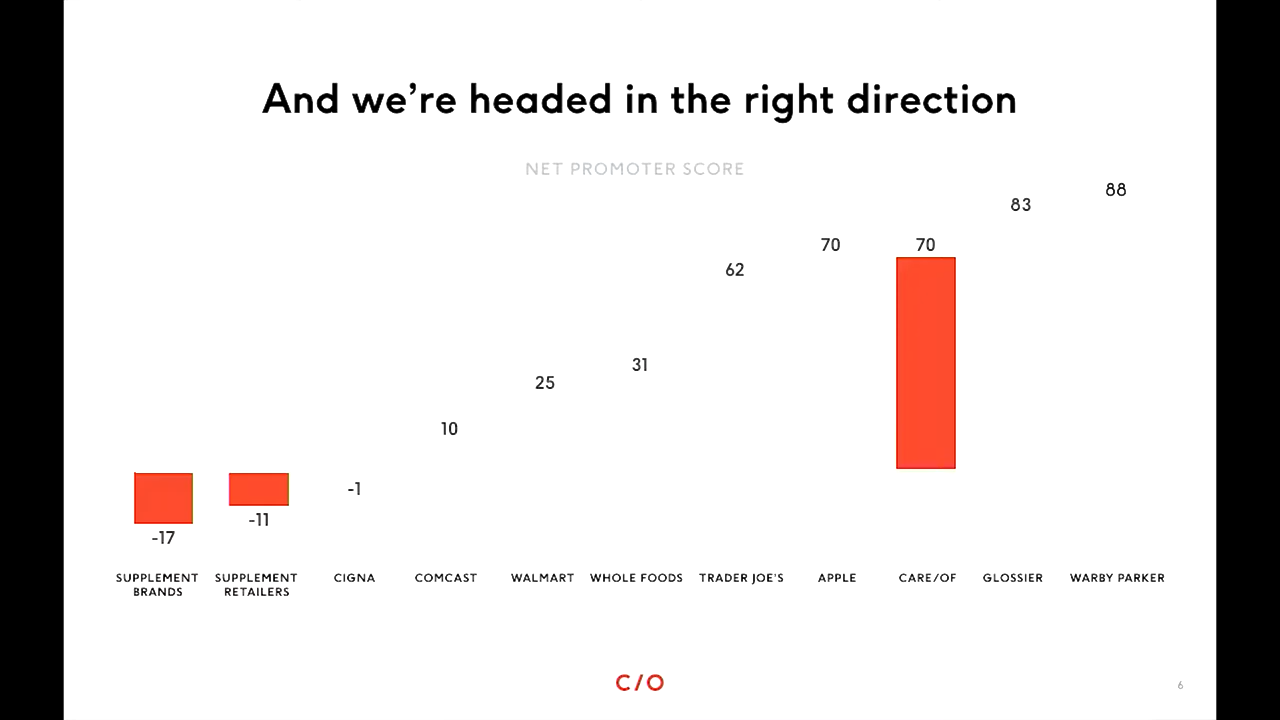 And we’re headed in the right direction
NET PROMOTER SCORE
88
83
70
70
62
31
25
10
-1
-11
-17
SUPPLEMENT BRANDS
SUPPLEMENT RETAILERS
CIGNA
COMCAST
WALMART
WHOLE FOODS
TRADER JOE’S
APPLE
CARE/OF
GLOSSIER
WARBY PARKER
C/O
6